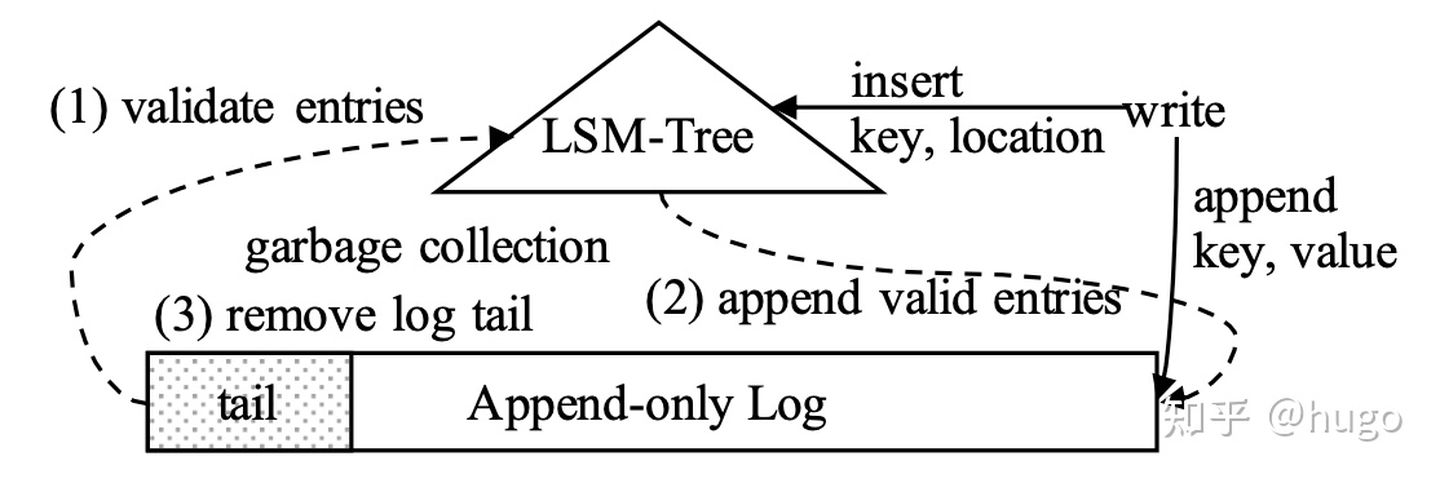 (1) validate entries
LSM-Tree
insert
key, location
write
append
key, value
garbage collection
(2) append valid entries
(3) remove log tail
tail
Append-only Log
知乎 @hugo